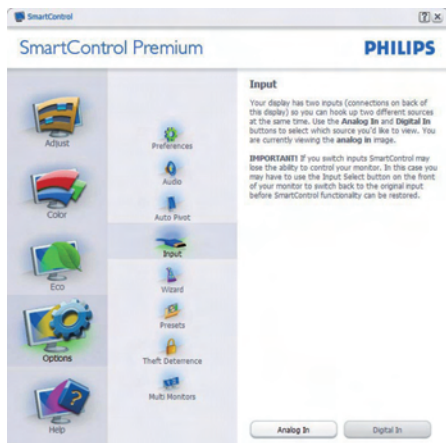 SmartControl
SmartControl Premium
PHILIPS
Adjust
Color
Eco
Options
Help
Preferences
Audio
Auto Pivot
Input
Wizard
Presets
Theft Deterrence
Multi Monitors
Input
Your display has two inputs (connections on back of
this display) so you can hook up two different sources
at the same time. Use the Analog In and Digital In
buttons to select which source you'd like to view. You
are currently viewing the analog in image.
IMPORTANT! If you switch inputs SmartControl may
lose the ability to control your monitor. In this case you
may have to use the Input Select button on the front
of your monitor to switch back to the original input
before SmartControl functionality can be restored.
Analog In
Digital In